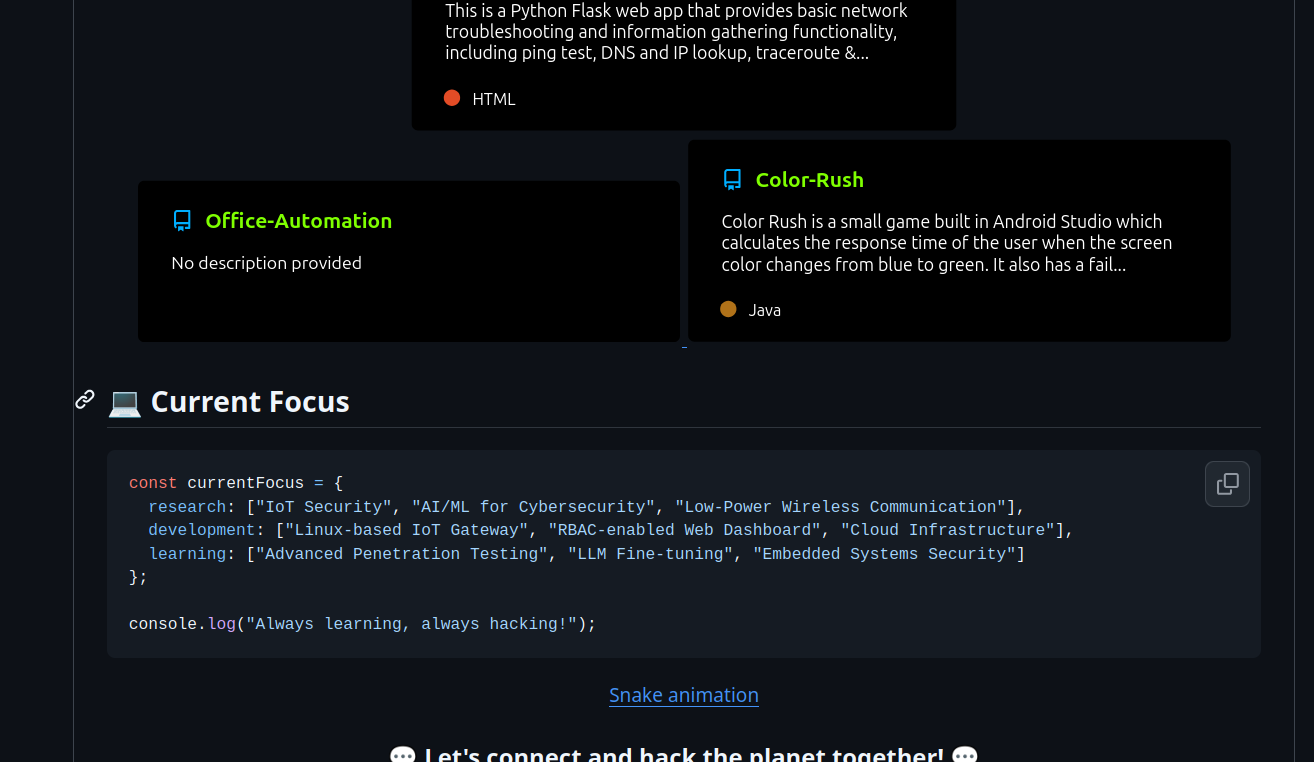 This is a Python Flask web app that provides basic network
troubleshooting and information gathering functionality,
including ping test, DNS and IP lookup, traceroute &...
HTML
Office-Automation
No description provided
Color-Rush
Color Rush is a small game built in Android Studio which
calculates the response time of the user when the screen
color changes from blue to green. It also has a fail...
Java
💻 Current Focus
const currentFocus = {
  research: ["IoT Security", "AI/ML for Cybersecurity", "Low-Power Wireless Communication"],
  development: ["Linux-based IoT Gateway", "RBAC-enabled Web Dashboard", "Cloud Infrastructure"],
  learning: ["Advanced Penetration Testing", "LLM Fine-tuning", "Embedded Systems Security"]
};
console.log("Always learning, always hacking!");
Snake animation
💬 Let's connect and hack the planet together! 💬